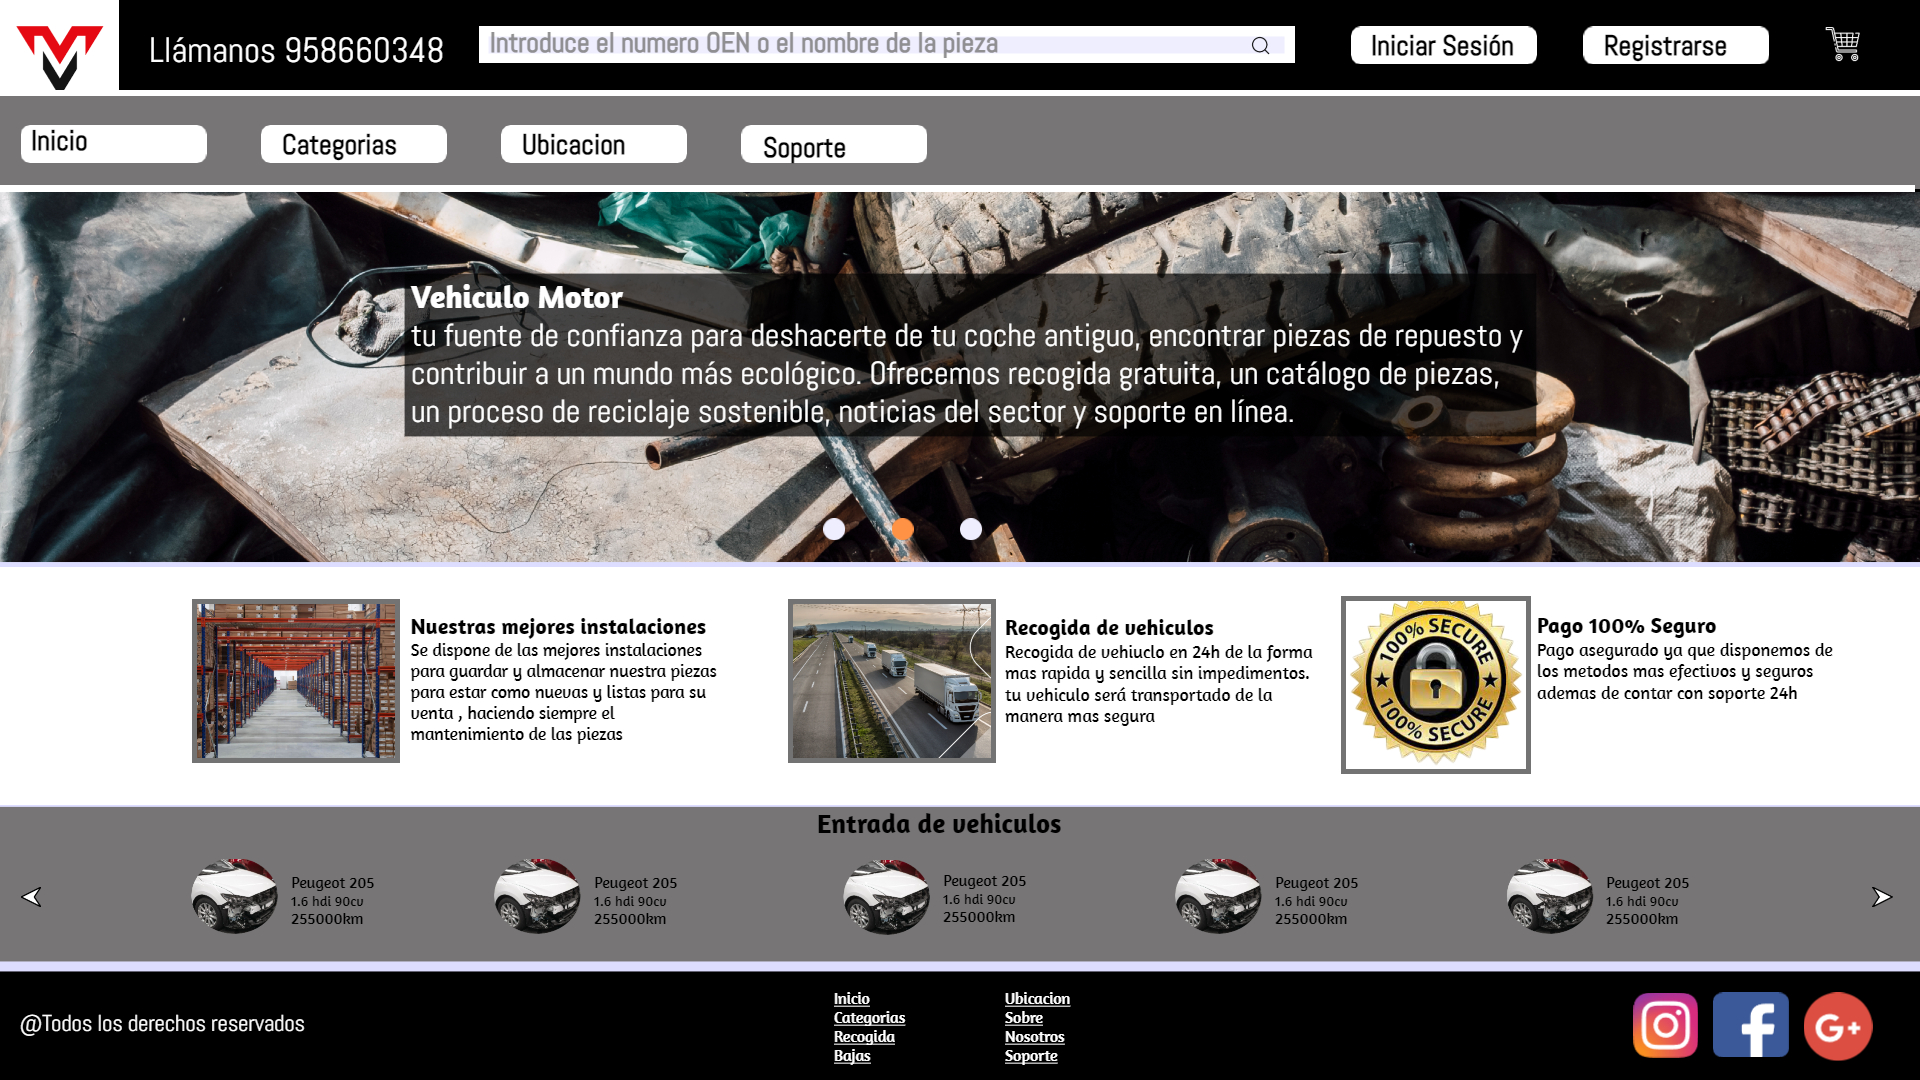 Llámanos 958660348
Introduce el numero OEN o el nombre de la pieza
Iniciar Sesión
Registrarse
Inicio
Categorias
Ubicacion
Soporte
Vehiculo Motor
tu fuente de confianza para deshacerte de tu coche antiguo, encontrar piezas de repuesto y
contribuir a un mundo más ecológico. Ofrecemos recogida gratuita, un catálogo de piezas,
un proceso de reciclaje sostenible, noticias del sector y soporte en línea.
Nuestras mejores instalaciones
Se dispone de las mejores instalaciones
para guardar y almacenar nuestra piezas
para estar como nuevas y listas para su
venta , haciendo siempre el
mantenimiento de las piezas
Recogida de vehiculos
Recogida de vehiuclo en 24h de la forma
mas rapida y sencilla sin impedimentos.
tu vehiculo será transportado de la
manera mas segura
100% SECURE
100% SECURE
Pago 100% Seguro
Pago asegurado ya que disponemos de
los metodos mas efectivos y seguros
ademas de contar con soporte 24h
Entrada de vehiculos
Peugeot 205
1.6 hdi 90cv
255000km
Peugeot 205
1.6 hdi 90cv
255000km
Peugeot 205
1.6 hdi 90cv
255000km
Peugeot 205
1.6 hdi 90cv
255000km
Peugeot 205
1.6 hdi 90cv
255000km
@Todos los derechos reservados
Inicio
Categorias
Recogida
Bajas
Ubicacion
Sobre
Nosotros
Soporte
G+